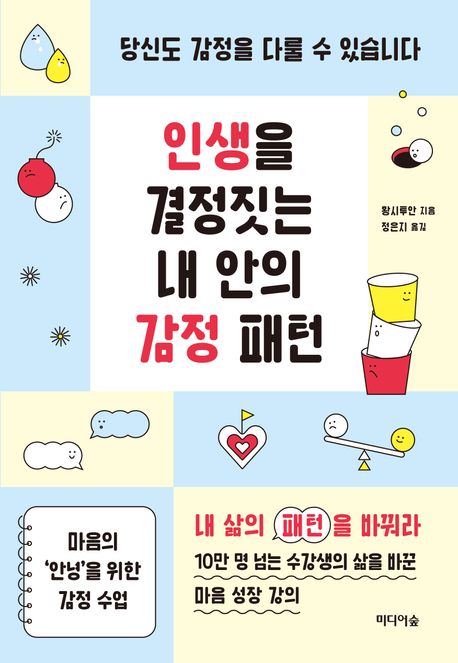 당신도 감정을 다룰 수 있습니다
인생을
결정짓는
내 안의
감정 패턴
황시투안 지음
정은지 옮김
마음의
‘안녕’을 위한
감정 수업
내 삶의 패턴을 바꿔라
10만 명 넘는 수강생의 삶을 바꾼
마음 성장 강의
미디어숲